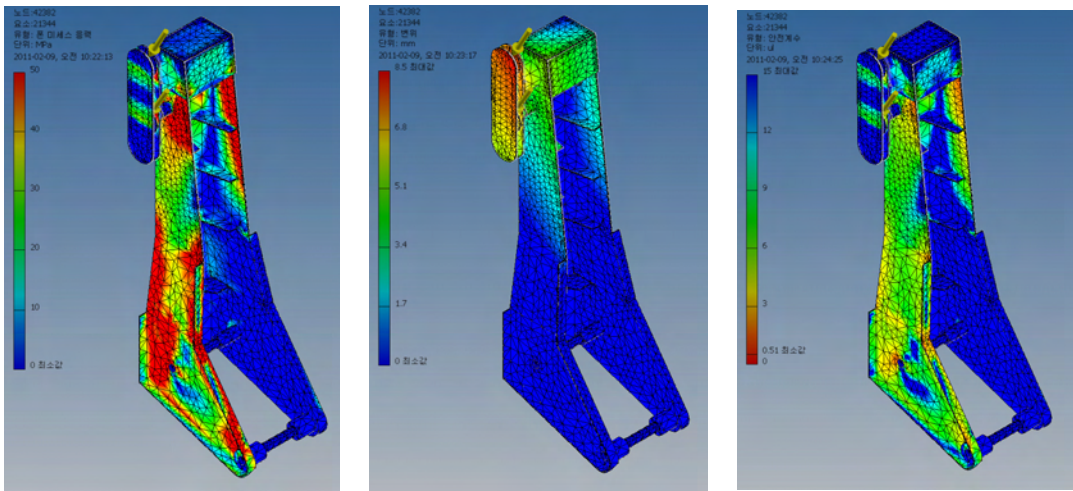 노드:42382
요소:21344
유형: 폰 미세스 응력
단위: MPa
2011-02-09, 오전 10:22:13
50
40
30
20
10
0 최소값
노드:42382
요소:21344
유형: 변위
단위: mm
2011-02-09, 오전 10:23:17
8.5 최대값
6.8
5.1
3.4
1.7
0 최소값
노드:42382
요소:21344
유형: 안전계수
단위: ul
2011-02-09, 오전 10:24:25
15 최대값
12
9
6
3
0.51 최소값
0